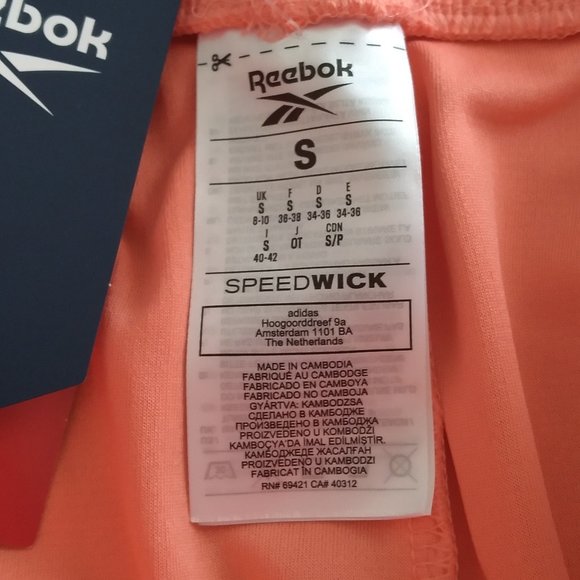 Reebok
Reebok
S
UK F D E
S S S S
8-10 36-38 34-36 34-36
I J CDN
S OT S/P
40-42
SPEEDWICK
adidas
Hoogoorddreef 9a
Amsterdam 1101 BA
The Netherlands
MADE IN CAMBODIA
FABRIQUÉ AU CAMBODGE
FABRICADO EN CAMBOYA
FABRICADO NO CAMBOJA
GYÁRTVA: KAMBODZSA
СДЕЛАНО В КАМБОДЖЕ
ПРОИЗВЕДЕНО В КАМБОДЖА
PROIZVEDENO U KOMBODŽI
KAMBOÇYA'DA İMAL EDİLMİŞTİR.
КАМБОДЖЕДЕ ЖАСАЛҒАН
PROIZVEDENO U KAMBODŽI
FABRICAT ÎN CAMBOGIA
RN# 69421 CA# 40312